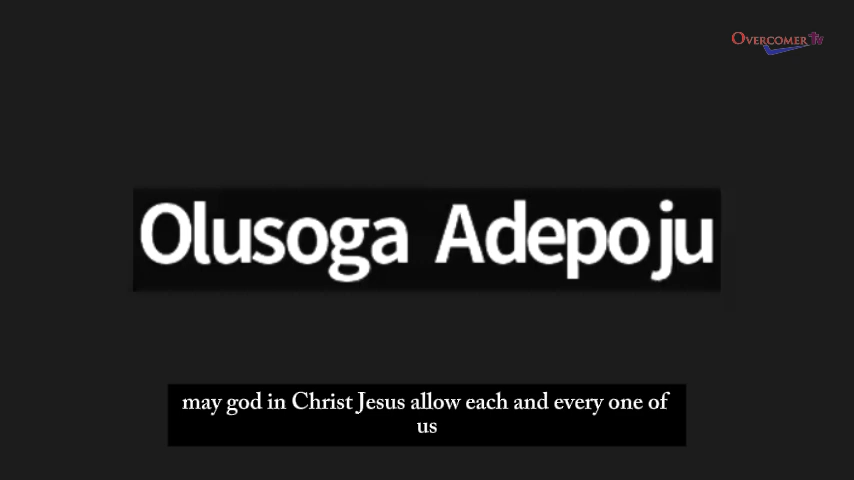 OVERCOMER TV
Olusoga Adepoju
may god in Christ Jesus allow each and every one of
us